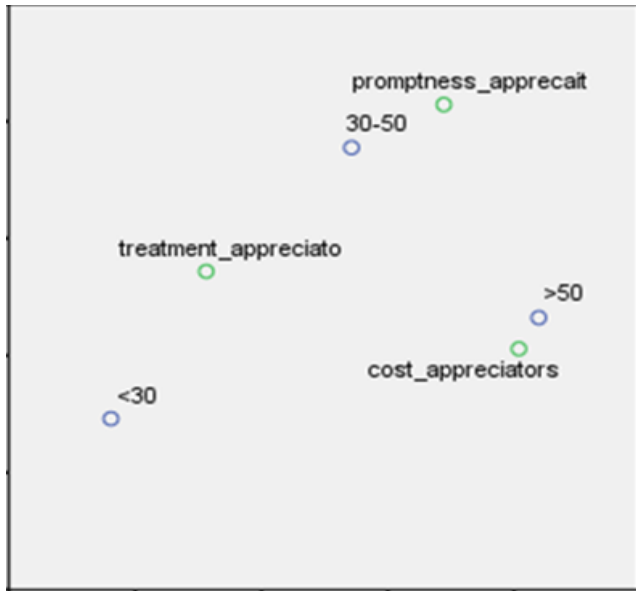 promptness_apprecait
30-50
treatment_appreciato
>50
cost_appreciators
<30